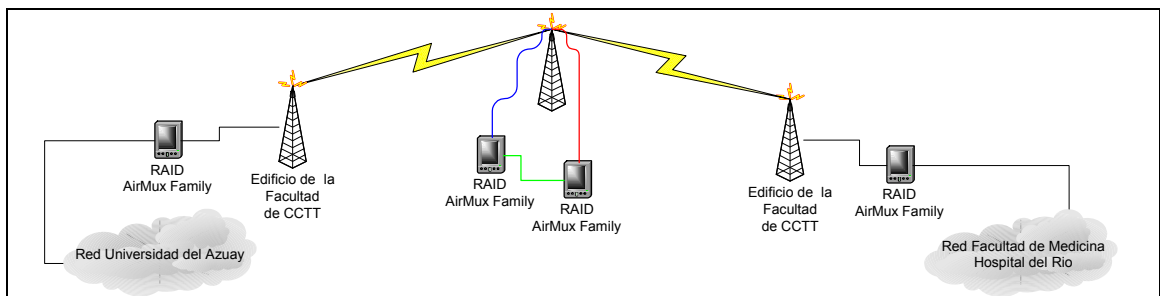 RAID
AirMux Family
Edificio de la
Facultad
de CCTT
Red Universidad del Azuay
RAID
AirMux Family
RAID
AirMux Family
Edificio de la
Facultad
de CCTT
RAID
AirMux Family
Red Facultad de Medicina
Hospital del Rio